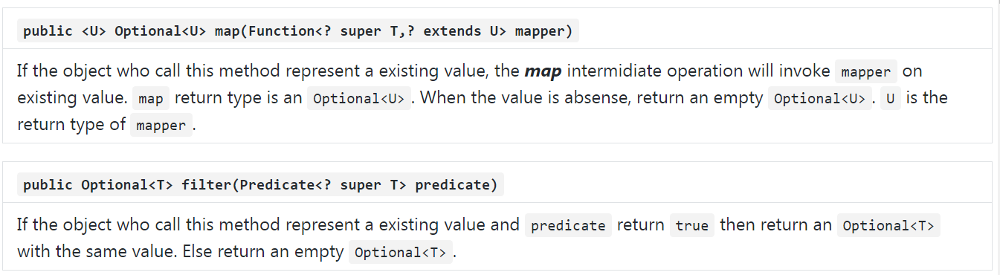 public <U> Optional<U> map(Function<? super T,? extends U> mapper)
If the object who call this method represent a existing value, the map intermidiate operation will invoke mapper on
existing value. map return type is an Optional<U>. When the value is absense, return an empty Optional<U>. U is the
return type of mapper.
public Optional<T> filter(Predicate<? super T> predicate)
If the object who call this method represent a existing value and predicate return true then return an Optional<T>
with the same value. Else return an empty Optional<T>.